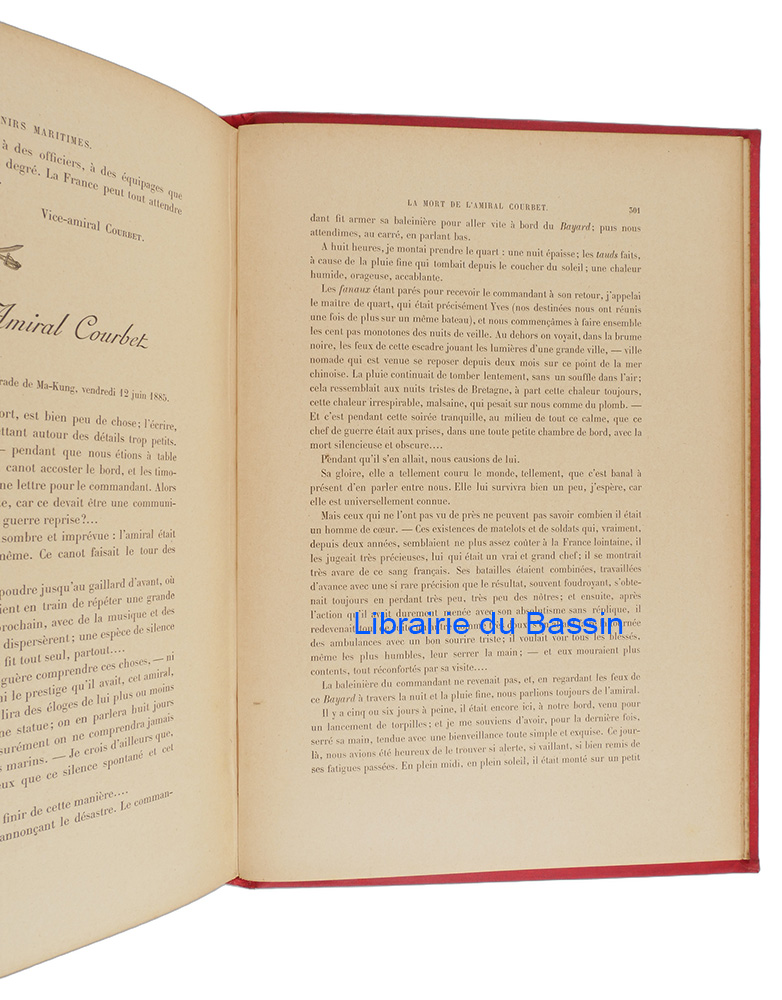 NIRS MARITIMES.
à des officiers, à des équipages que
degré. La France peut tout attendre
Vice-amiral COURBET.
Amiral Courbet
rade de Ma-Kung, vendredi 12 juin 1885.
ort, est bien peu de chose; l'écrire,
ettant autour des détails trop petits.
— pendant que nous étions à table
canot accoster le bord, et les timo-
ne lettre pour le commandant. Alors
te, car ce devait être une communi-
guerre reprise?...
sombre et imprévue : l'amiral était
même. Ce canot faisait le tour des
poudre jusqu'au gaillard d'avant, où
ient en train de répéter une grande
prochain, avec de la musique et des
dispersèrent; une espèce de silence
fit tout seul, partout....
guère comprendre ces choses, — ni
ni le prestige qu'il avait, cet amiral,
lira des éloges de lui plus ou moins
ne statue; on en parlera huit jours
surément on ne comprendra jamais
s marins. — Je crois d'ailleurs que,
eux que ce silence spontané et cet
finir de cette manière....
annonçant le désastre. Le comman-
LA MORT DE L'AMIRAL COURBET. 301
dant fit armer sa baleinière pour aller vite à bord du Bayard; puis nous
attendîmes, au carré, en parlant bas.
A huit heures, je montai prendre le quart : une nuit épaisse; les tauds faits,
à cause de la pluie fine qui tombait depuis le coucher du soleil; une chaleur
humide, orageuse, accablante.
Les fanaux étant parés pour recevoir le commandant à son retour, j'appelai
le maître de quart, qui était précisément Yves (nos destinées nous ont réunis
une fois de plus sur un même bateau), et nous commençâmes à faire ensemble
les cent pas monotones des nuits de veille. Au dehors on voyait, dans la brume
noire, les feux de cette escadre jouant les lumières d'une grande ville, — ville
nomade qui est venue se reposer depuis deux mois sur ce point de la mer
chinoise. La pluie continuait de tomber lentement, sans un souffle dans l'air;
cela ressemblait aux nuits tristes de Bretagne, à part cette chaleur toujours,
cette chaleur irrespirable, malsaine, qui pesait sur nous comme du plomb. —
Et c'est pendant cette soirée tranquille, au milieu de tout ce calme, que ce
chef de guerre était aux prises, dans une toute petite chambre de bord, avec la
mort silencieuse et obscure....
Pendant qu'il s'en allait, nous causions de lui.
Sa gloire, elle a tellement couru le monde, tellement, que c'est banal à
présent d'en parler entre nous. Elle lui survivra bien un peu, j'espère, car
elle est universellement connue.
Mais ceux qui ne l'ont pas vu de près ne peuvent pas savoir combien il était
un homme de cœur. — Ces existences de matelots et de soldats qui, vraiment,
depuis deux années, semblaient ne plus assez coûter à la France lointaine, il
les jugeait très précieuses, lui qui était un vrai et grand chef; il se montrait
très avare de ce sang français. Ses batailles étaient combinées, travaillées
d'avance avec une si rare précision que le résultat, souvent foudroyant, s'obte-
nait toujours en perdant très peu, très peu des nôtres; et ensuite, après
l'action qu'il avait durement menée avec son absolutisme sans réplique, il
redevenait tout de suite un autre homme très doux, s'en allant faire la tournée
des ambulances avec un bon sourire triste; il voulait voir tous les blessés,
même les plus humbles, leur serrer la main; — et eux mouraient plus
contents, tout réconfortés par sa visite....
La baleinière du commandant ne revenait pas, et, en regardant les feux de
ce Bayard à travers la nuit et la pluie fine, nous parlions toujours de l'amiral.
Il y a cinq ou six jours à peine, il était encore ici, à notre bord, venu pour
un lancement de torpilles; et je me souviens d'avoir, pour la dernière fois,
serré sa main, tendue avec une bienveillance toute simple et exquise. Ce jour-
là, nous avions été heureux de le trouver si alerte, si vaillant, si bien remis de
ses fatigues passées. En plein midi, en plein soleil, il était monté sur un petit
Librairie du Bassin